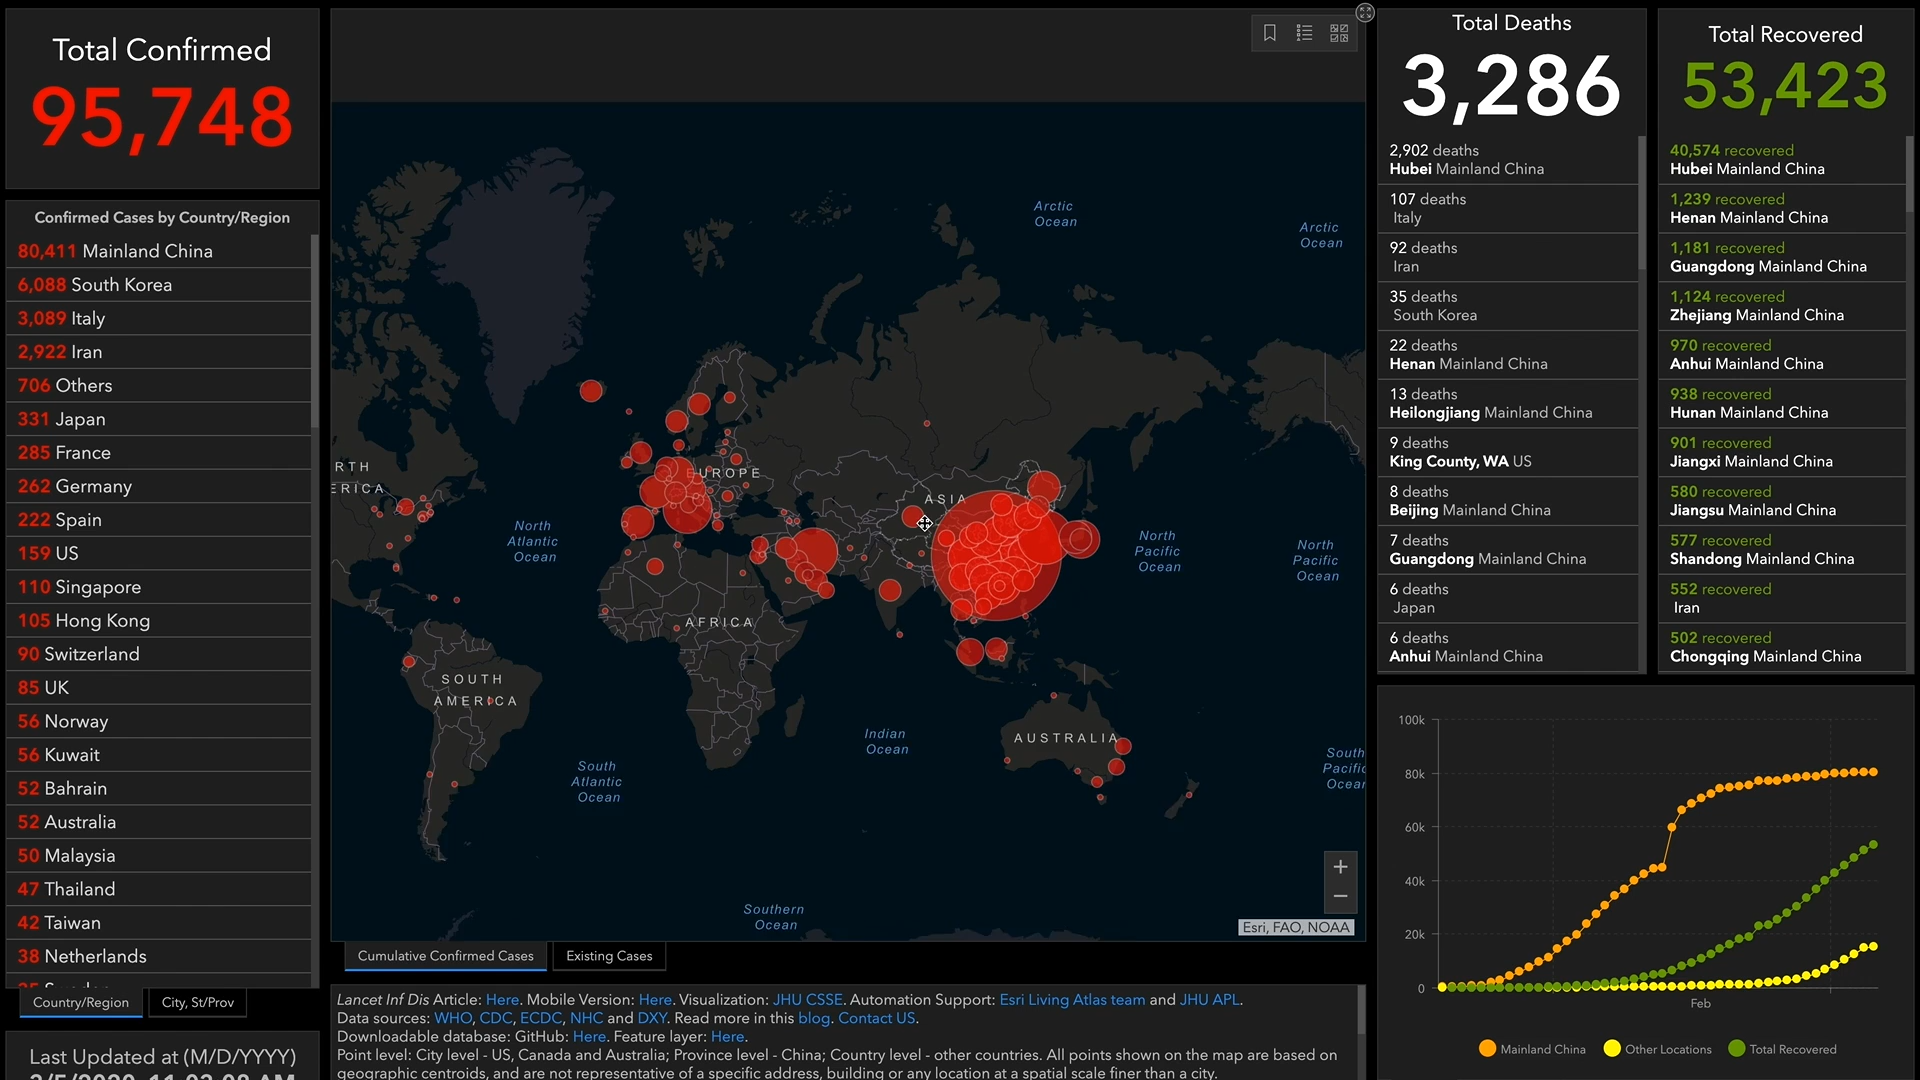 Total Confirmed
95,748
Confirmed Cases by Country/Region
80,411 Mainland China
6,088 South Korea
3,089 Italy
2,922 Iran
706 Others
331 Japan
285 France
262 Germany
222 Spain
159 US
110 Singapore
105 Hong Kong
90 Switzerland
85 UK
56 Norway
56 Kuwait
52 Bahrain
52 Australia
50 Malaysia
47 Thailand
42 Taiwan
38 Netherlands
Country/Region
City, St/Prov
Last Updated at (M/D/YYYY)
Arctic
Ocean
Arctic
Ocean
RTH
ERICA
EUROPE
ASIA
North
Atlantic
Ocean
North
Pacific
Ocean
North
Pacific
Ocean
AFRICA
SOUTH
AMERICA
Indian
Ocean
AUSTRALIA
South
Atlantic
Ocean
South
Pacific
Ocean
Southern
Ocean
+
−
Esri, FAO, NOAA
Cumulative Confirmed Cases
Existing Cases
Lancet Inf Dis Article: Here. Mobile Version: Here. Visualization: JHU CSSE. Automation Support: Esri Living Atlas team and JHU APL.
Data sources: WHO, CDC, ECDC, NHC and DXY. Read more in this blog. Contact US.
Downloadable database: GitHub: Here. Feature layer: Here.
Point level: City level - US, Canada and Australia; Province level - China; Country level - other countries. All points shown on the map are based on
geographic centroids, and are not representative of a specific address, building or any location at a spatial scale finer than a city.
Total Deaths
3,286
2,902 deaths
Hubei Mainland China
107 deaths
Italy
92 deaths
Iran
35 deaths
South Korea
22 deaths
Henan Mainland China
13 deaths
Heilongjiang Mainland China
9 deaths
King County, WA US
8 deaths
Beijing Mainland China
7 deaths
Guangdong Mainland China
6 deaths
Japan
6 deaths
Anhui Mainland China
Total Recovered
53,423
40,574 recovered
Hubei Mainland China
1,239 recovered
Henan Mainland China
1,181 recovered
Guangdong Mainland China
1,124 recovered
Zhejiang Mainland China
970 recovered
Anhui Mainland China
938 recovered
Hunan Mainland China
901 recovered
Jiangxi Mainland China
580 recovered
Jiangsu Mainland China
577 recovered
Shandong Mainland China
552 recovered
Iran
502 recovered
Chongqing Mainland China
100k
80k
60k
40k
20k
0
Feb
Mainland China
Other Locations
Total Recovered